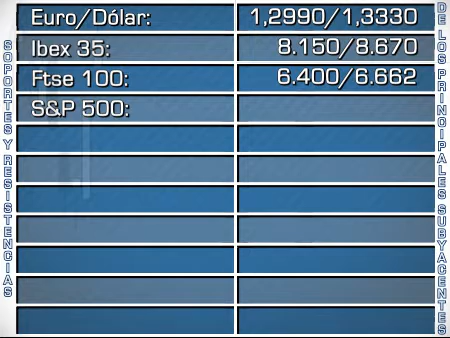 SOPORTES Y RESISTENCIAS
DE LOS PRINCIPALES SUBYACENTES
Euro/Dólar: 1,2990/1,3330
Ibex 35: 8.150/8.670
Ftse 100: 6.400/6.662
S&P 500: